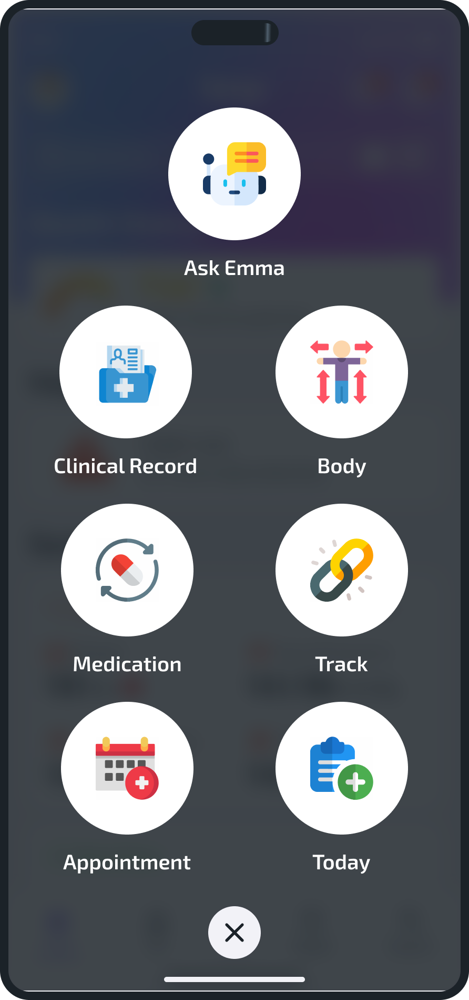 Ask Emma
Clinical Record
Body
Medication
Track
Appointment
Today